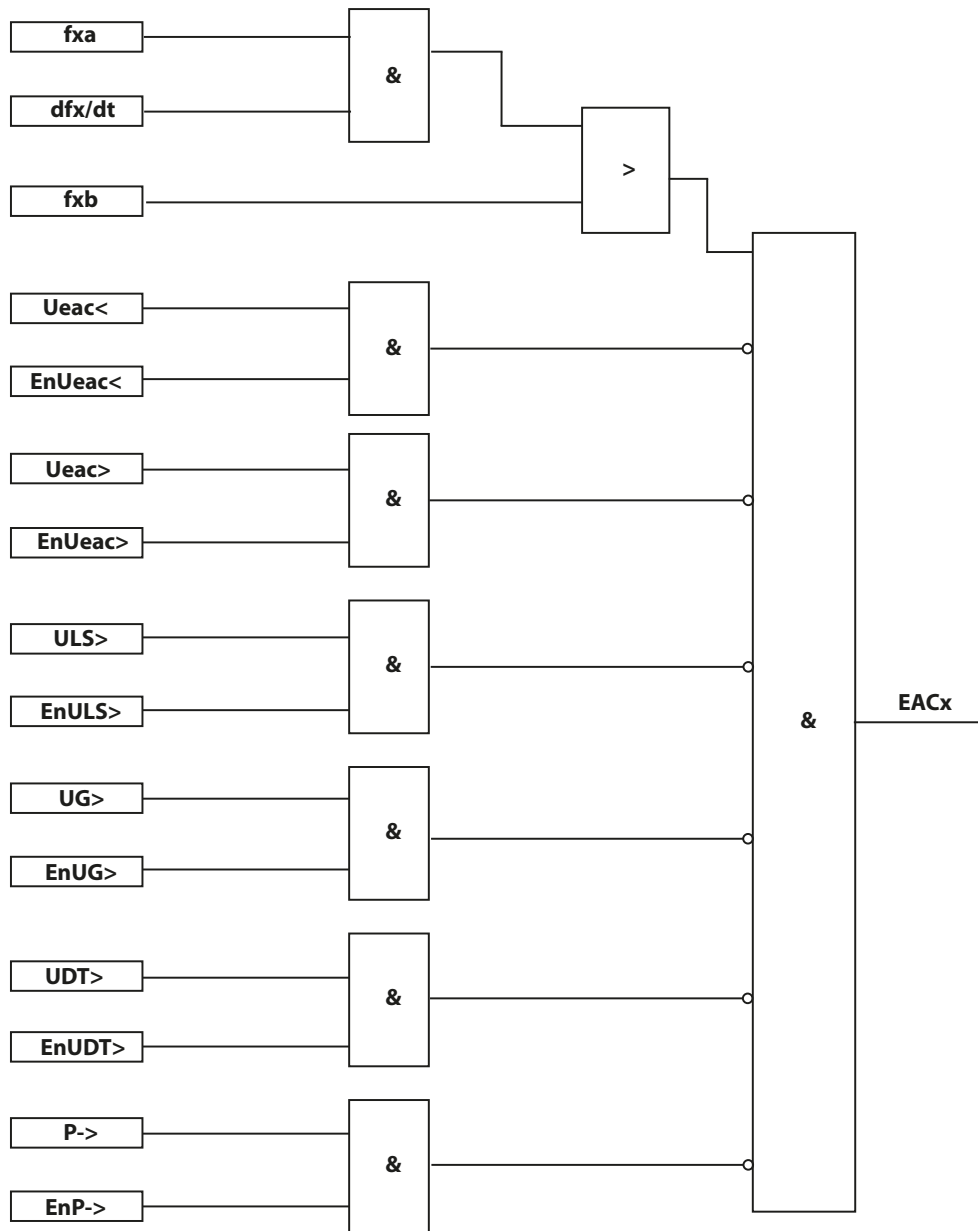 fxa
&
dfx/dt
>
fxb
Ueac<
&
EnUeac<
Ueac>
&
EnUeac>
ULS>
&
EnULS>
EACx
&
UG>
&
EnUG>
UDT>
&
EnUDT>
P->
&
EnP->